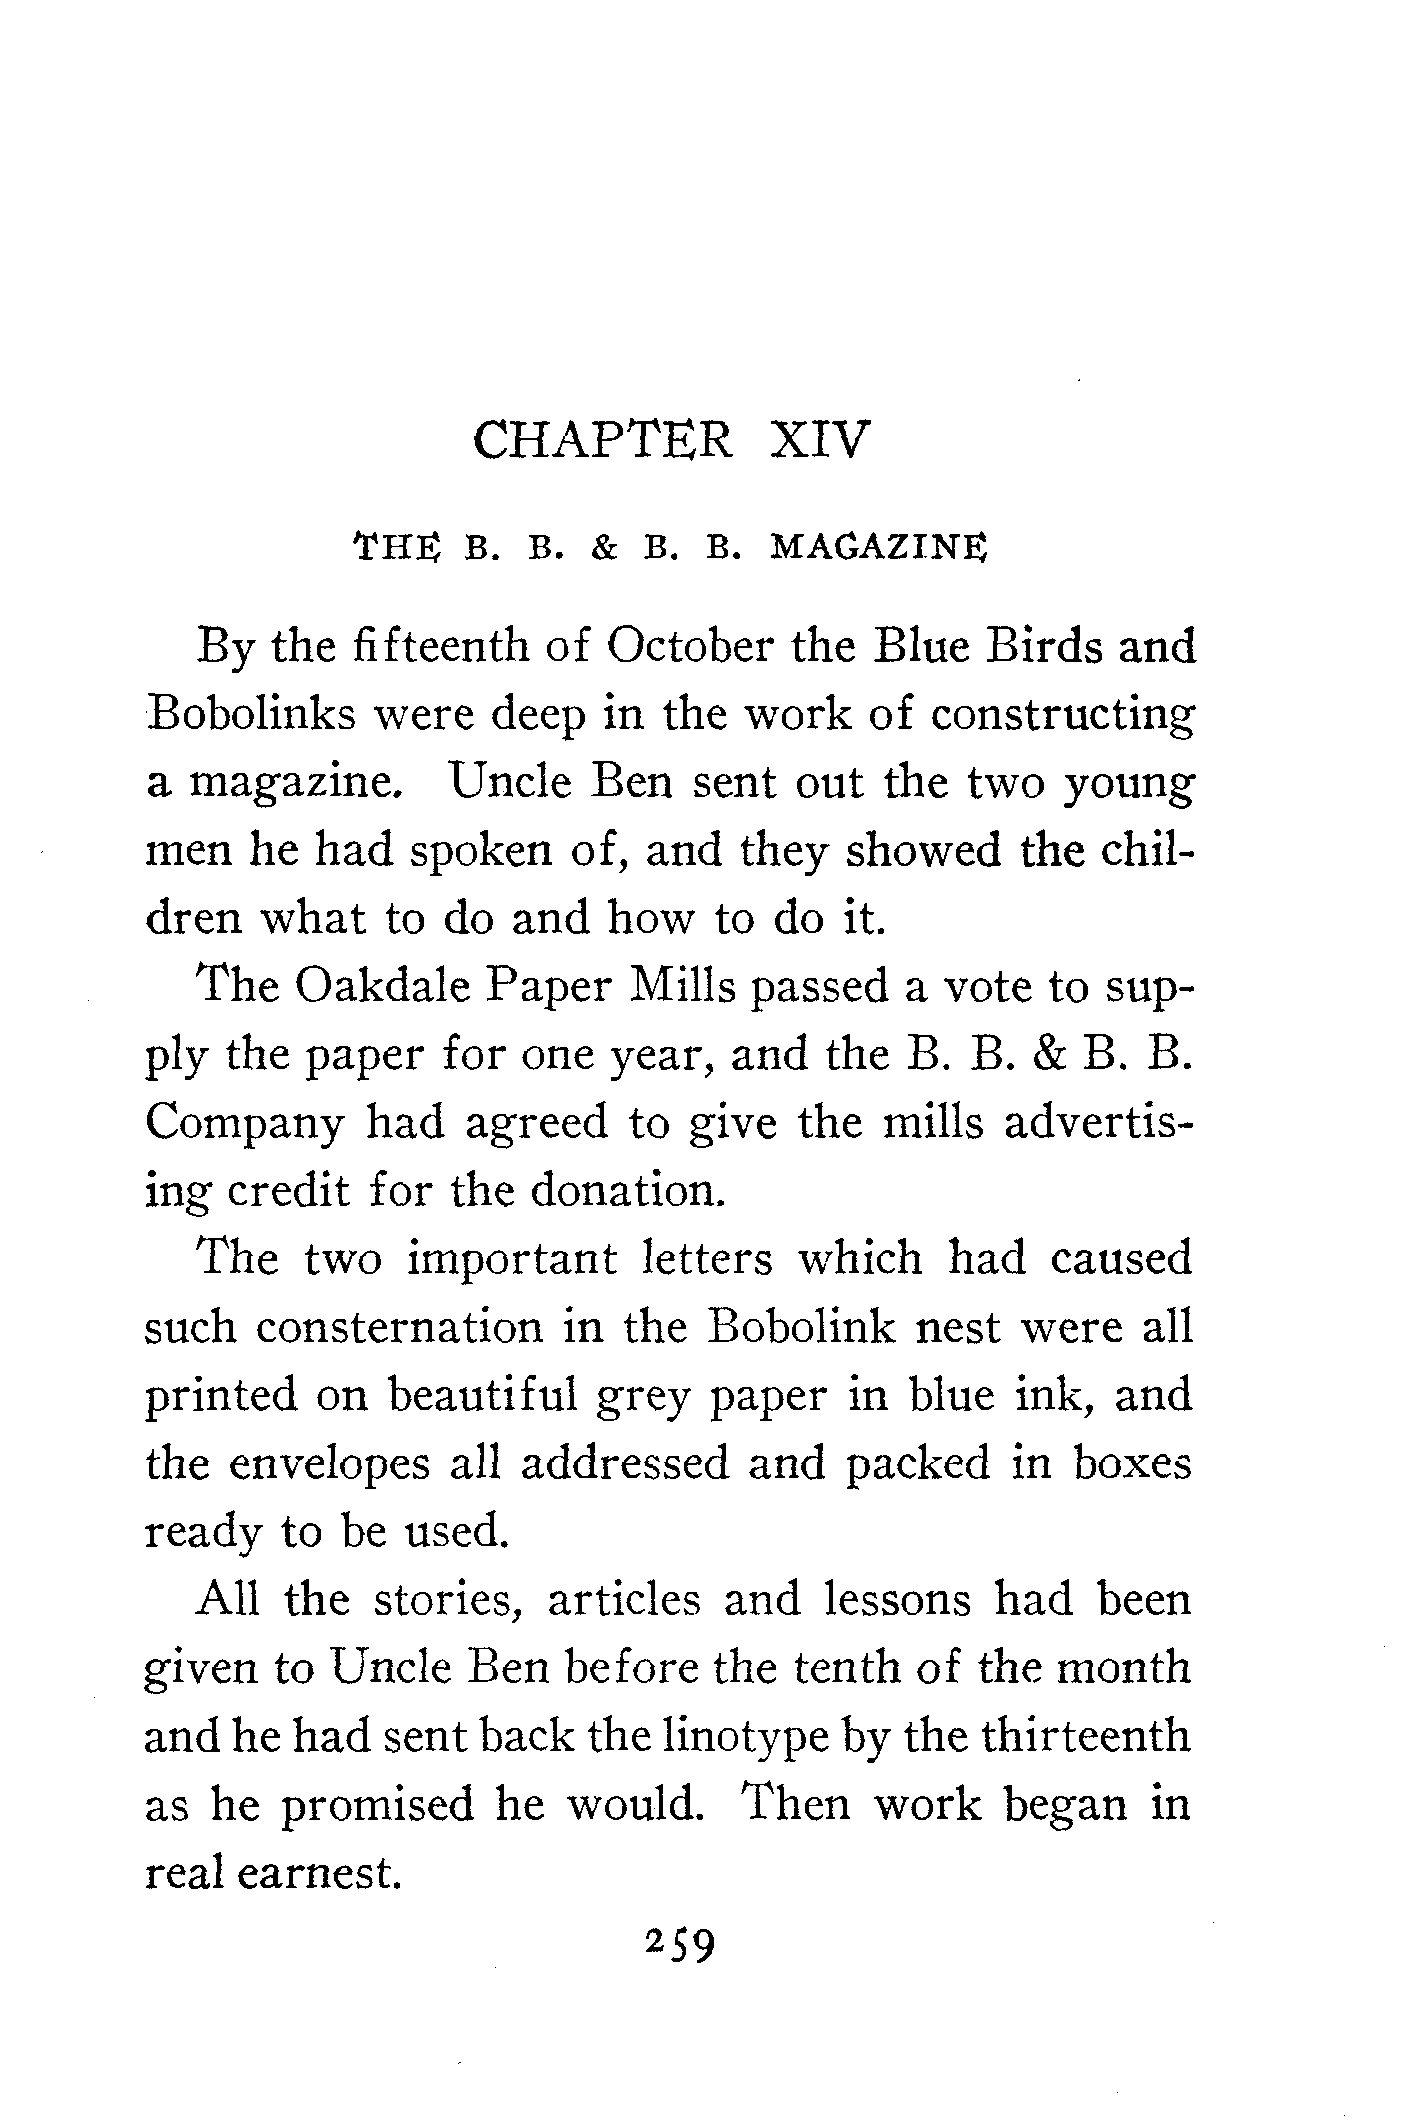 CHAPTER XIV
THE B. B. & B. B. MAGAZINE
By the fifteenth of October the Blue Birds and
Bobolinks were deep in the work of constructing
a magazine. Uncle Ben sent out the two young
men he had spoken of, and they showed the chil-
dren what to do and how to do it.
The Oakdale Paper Mills passed a vote to sup-
ply the paper for one year, and the B. B. & B. B.
Company had agreed to give the mills advertis-
ing credit for the donation.
The two important letters which had caused
such consternation in the Bobolink nest were all
printed on beautiful grey paper in blue ink, and
the envelopes all addressed and packed in boxes
ready to be used.
All the stories, articles and lessons had been
given to Uncle Ben before the tenth of the month
and he had sent back the linotype by the thirteenth
as he promised he would. Then work began in
real earnest.
259